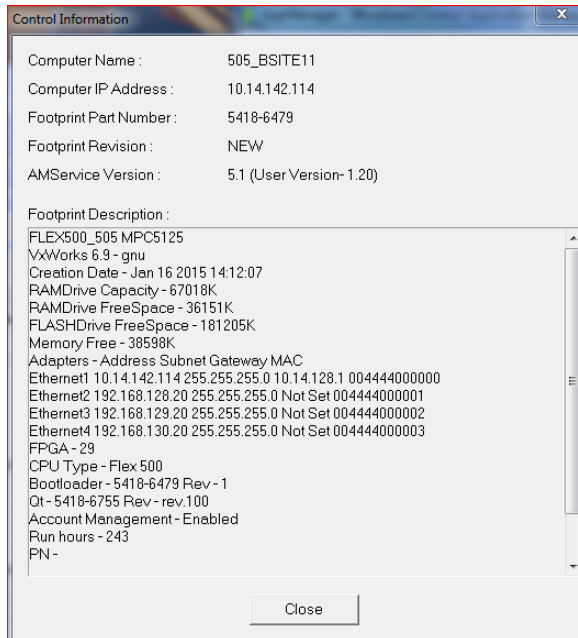 Control Information
Computer Name : 505_BSITE11
Computer IP Address : 10.14.142.114
Footprint Part Number : 5418-6479
Footprint Revision : NEW
AMService Version : 5.1 (User Version- 1.20)
Footprint Description :
FLEX500_505 MPC5125
VxWorks 6.9 - gnu
Creation Date - Jan 16 2015 14:12:07
RAMDrive Capacity - 67018K
RAMDrive FreeSpace - 36151K
FLASHDrive FreeSpace - 181205K
Memory Free - 38598K
Adapters - Address Subnet Gateway MAC
Ethernet1 10.14.142.114 255.255.255.0 10.14.128.1 004444000000
Ethernet2 192.168.128.20 255.255.255.0 Not Set 004444000001
Ethernet3 192.168.129.20 255.255.255.0 Not Set 004444000002
Ethernet4 192.168.130.20 255.255.255.0 Not Set 004444000003
FPGA - 29
CPU Type - Flex 500
Bootloader - 5418-6479 Rev - 1
Qt - 5418-6755 Rev - rev.100
Account Management - Enabled
Run hours - 243
PN -
Close